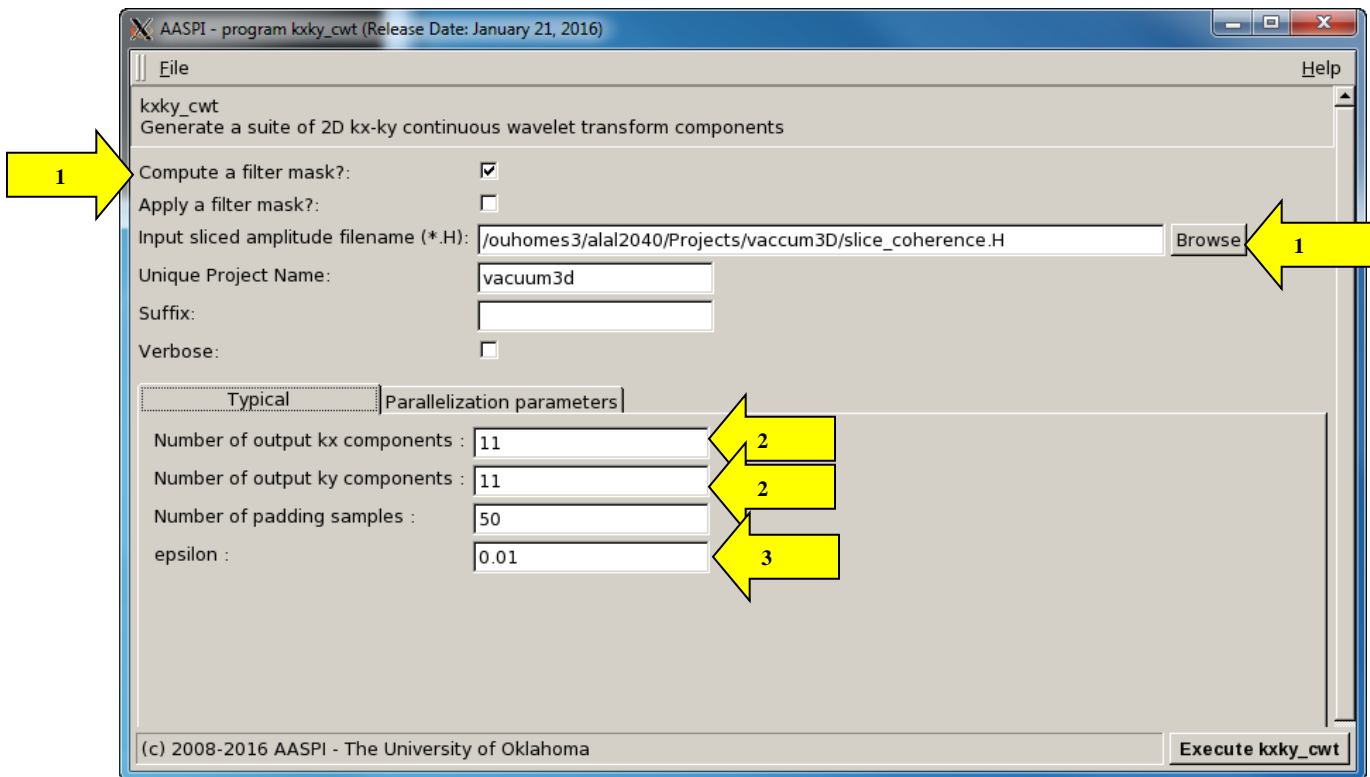 AASPI - program kxky_cwt (Release Date: January 21, 2016)
File Help
kxky_cwt
Generate a suite of 2D kx-ky continuous wavelet transform components
1 Compute a filter mask?:
Apply a filter mask?:
Input sliced amplitude filename (*.H): /ouhomes3/alal2040/Projects/vaccum3D/slice_coherence.H Browse 1
Unique Project Name: vacuum3d
Suffix:
Verbose:
Typical Parallelization parameters
Number of output kx components : 11 2
Number of output ky components : 11 2
Number of padding samples : 50
epsilon : 0.01 3
(c) 2008-2016 AASPI - The University of Oklahoma Execute kxky_cwt